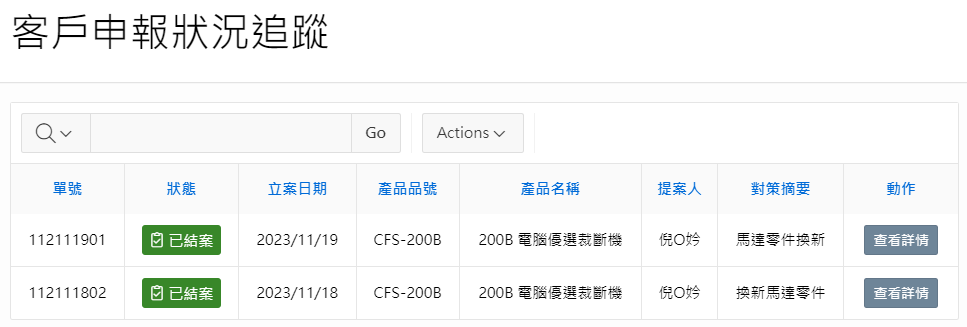 客戶申報狀況追蹤
Go Actions
單號 狀態 立案日期 產品品號 產品名稱 提案人 對策摘要 動作
112111901 已結案 2023/11/19 CFS-200B 200B 電腦優選裁斷機 倪O妗 馬達零件換新 查看詳情
112111802 已結案 2023/11/18 CFS-200B 200B 電腦優選裁斷機 倪O妗 換新馬達零件 查看詳情